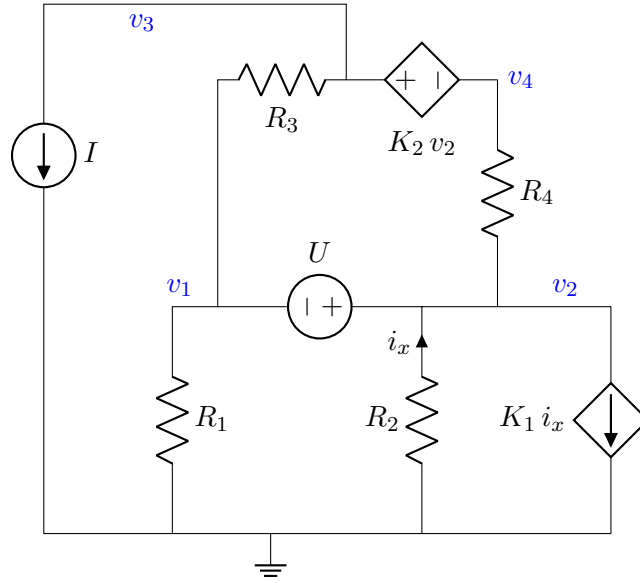 v₃
+ −
v₄
R₃
K₂ v₂
I
R₄
U
v₁
v₂
− +
iₓ
R₁
R₂
K₁ iₓ